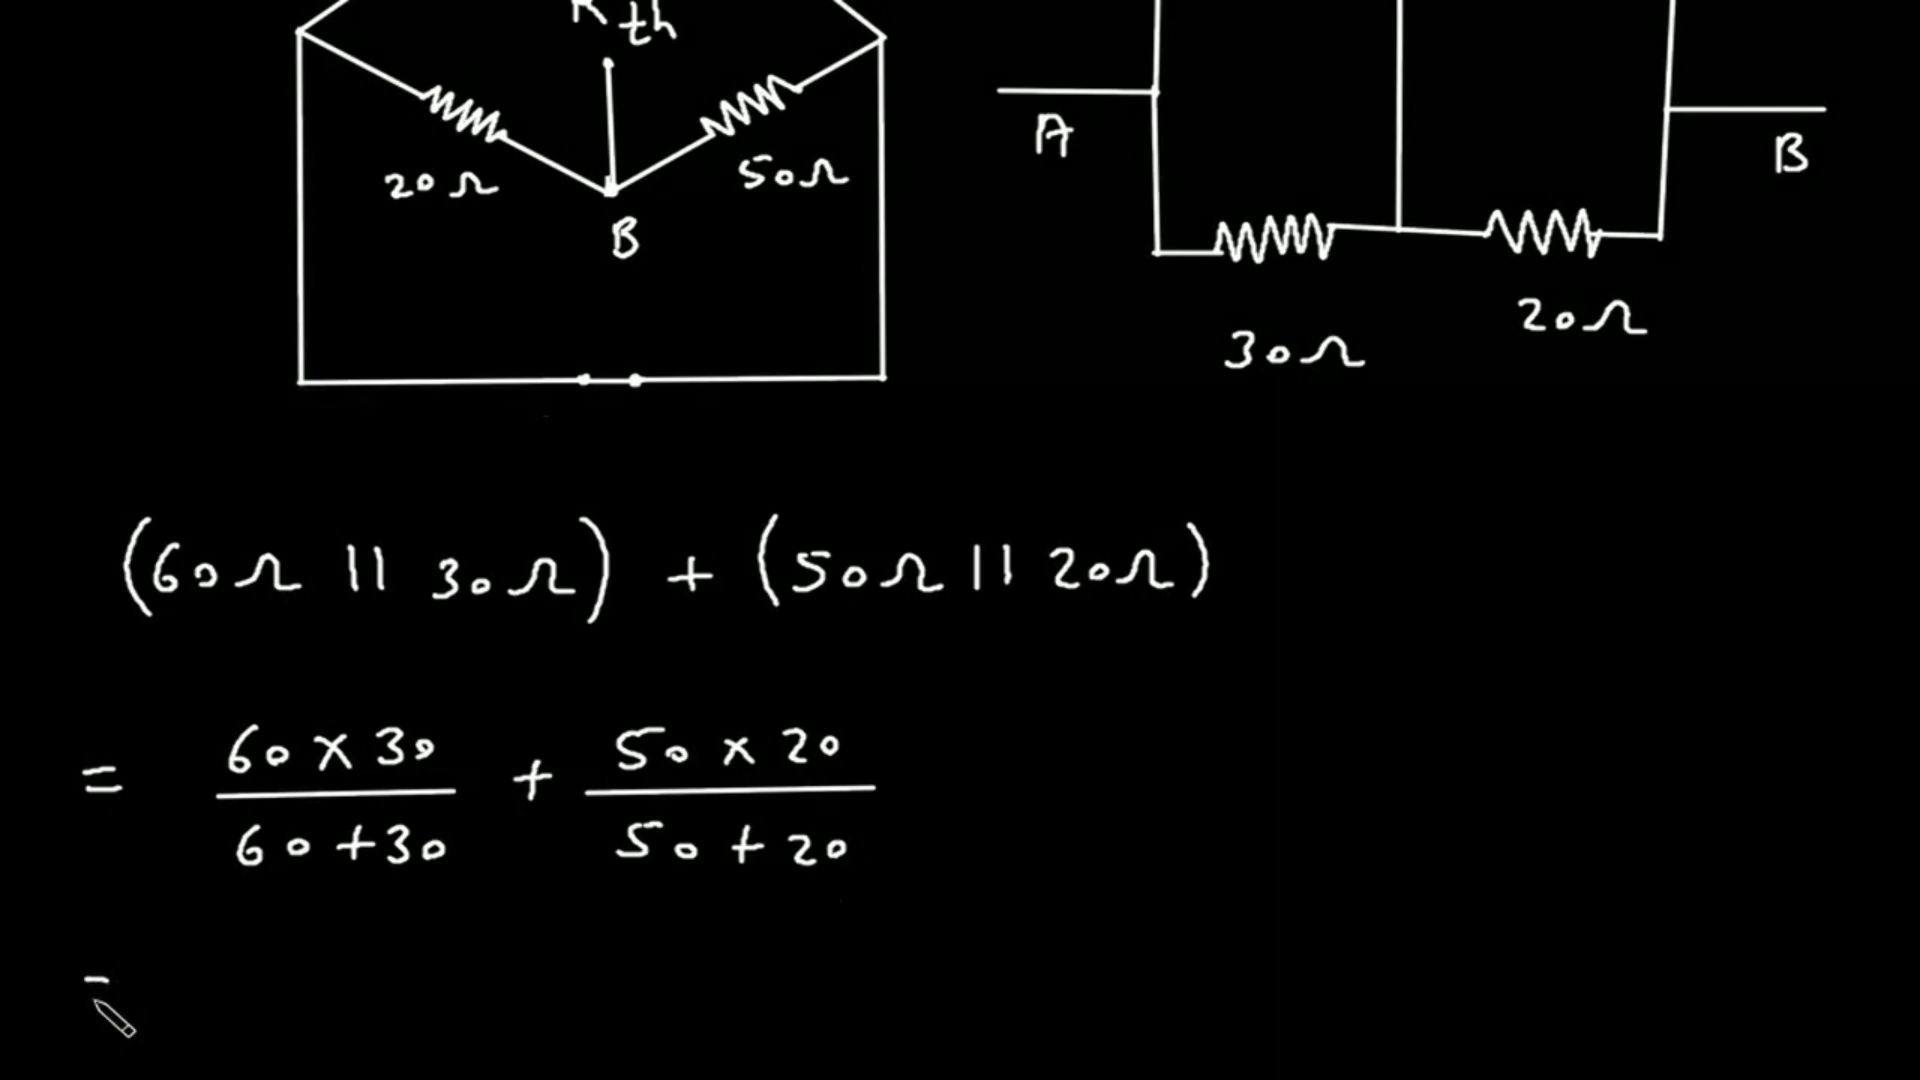 R th
20Ω
50Ω
B
A
B
30Ω
20Ω
(60Ω || 30Ω) + (50Ω || 20Ω)
= 60 × 30 / 60 + 30 + 50 × 20 / 50 + 20
-